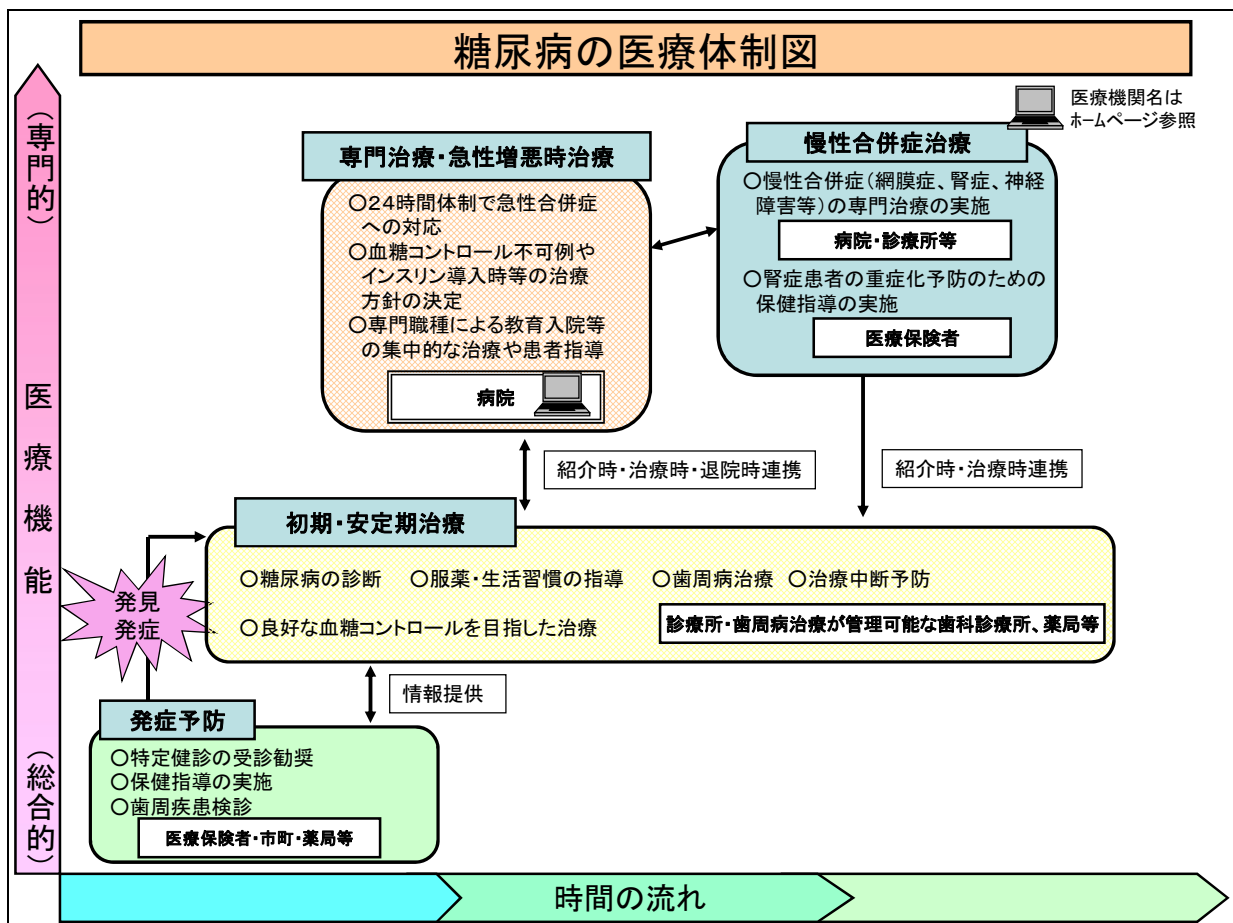 糖尿病の医療体制図
医療機関名は
ホームページ参照
(専門的)
医療機能
(総合的)
専門治療・急性増悪時治療
○24時間体制で急性合併症
への対応
○血糖コントロール不可例や
インスリン導入時等の治療
方針の決定
○専門職種による教育入院等
の集中的な治療や患者指導
病院
慢性合併症治療
○慢性合併症(網膜症、腎症、神経
障害等)の専門治療の実施
病院・診療所等
○腎症患者の重症化予防のための
保健指導の実施
医療保険者
紹介時・治療時・退院時連携
紹介時・治療時連携
初期・安定期治療
○糖尿病の診断 ○服薬・生活習慣の指導 ○歯周病治療 ○治療中断予防
○良好な血糖コントロールを目指した治療
診療所・歯周病治療が管理可能な歯科診療所、薬局等
発見
発症
情報提供
発症予防
○特定健診の受診勧奨
○保健指導の実施
○歯周疾患検診
医療保険者・市町・薬局等
時間の流れ